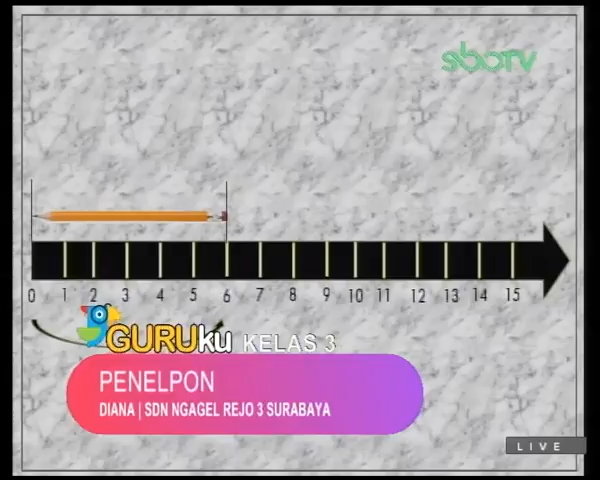 sbOTV
0 1 2 3 4 5 6 7 8 9 10 11 12 13 14 15
GURUku KELAS 3
PENELPON
DIANA | SDN NGAGEL REJO 3 SURABAYA
LIVE